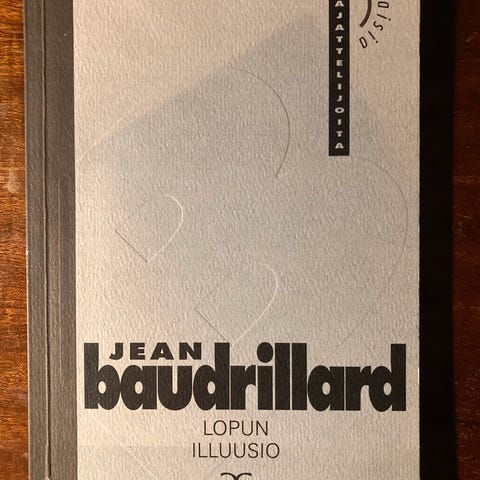 AJATTELIJOITA
JEAN
baudrillard
LOPUN
ILLUUSIO